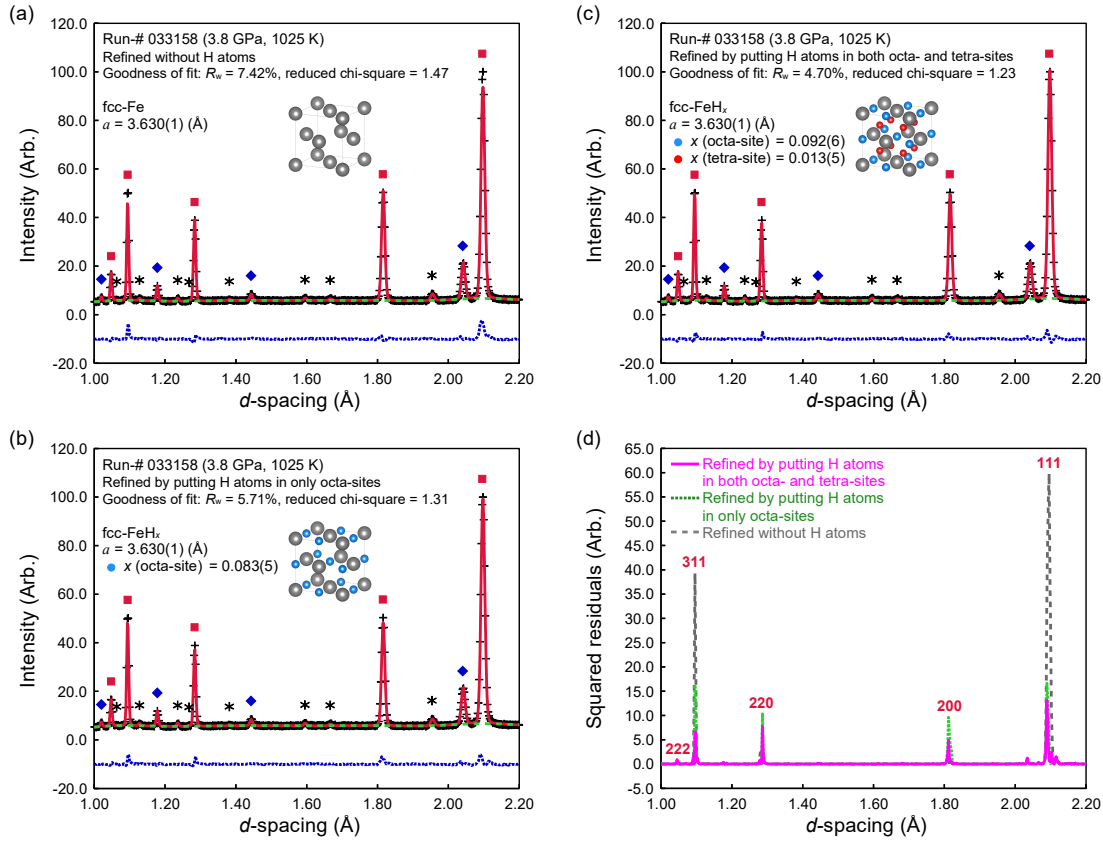 (a)
120.0
100.0
80.0
60.0
40.0
20.0
0.0
-20.0
Intensity (Arb.)
Run-# 033158 (3.8 GPa, 1025 K)
Refined without H atoms
Goodness of fit: Rw = 7.42%, reduced chi-square = 1.47
fcc-Fe
a = 3.630(1) (Å)
1.00 1.20 1.40 1.60 1.80 2.00 2.20
d-spacing (Å)
(c)
120.0
100.0
80.0
60.0
40.0
20.0
0.0
-20.0
Intensity (Arb.)
Run-# 033158 (3.8 GPa, 1025 K)
Refined by putting H atoms in both octa- and tetra-sites
Goodness of fit: Rw = 4.70%, reduced chi-square = 1.23
fcc-FeHx
a = 3.630(1) (Å)
x (octa-site) = 0.092(6)
x (tetra-site) = 0.013(5)
1.00 1.20 1.40 1.60 1.80 2.00 2.20
d-spacing (Å)
(b)
120.0
100.0
80.0
60.0
40.0
20.0
0.0
-20.0
Intensity (Arb.)
Run-# 033158 (3.8 GPa, 1025 K)
Refined by putting H atoms in only octa-sites
Goodness of fit: Rw = 5.71%, reduced chi-square = 1.31
fcc-FeHx
a = 3.630(1) (Å)
x (octa-site) = 0.083(5)
1.00 1.20 1.40 1.60 1.80 2.00 2.20
d-spacing (Å)
(d)
65.0
60.0
55.0
50.0
45.0
40.0
35.0
30.0
25.0
20.0
15.0
10.0
5.0
0.0
-5.0
Squared residuals (Arb.)
Refined by putting H atoms
in both octa- and tetra-sites
Refined by putting H atoms
in only octa-sites
Refined without H atoms
111
311
220
200
222
1.00 1.20 1.40 1.60 1.80 2.00 2.20
d-spacing (Å)